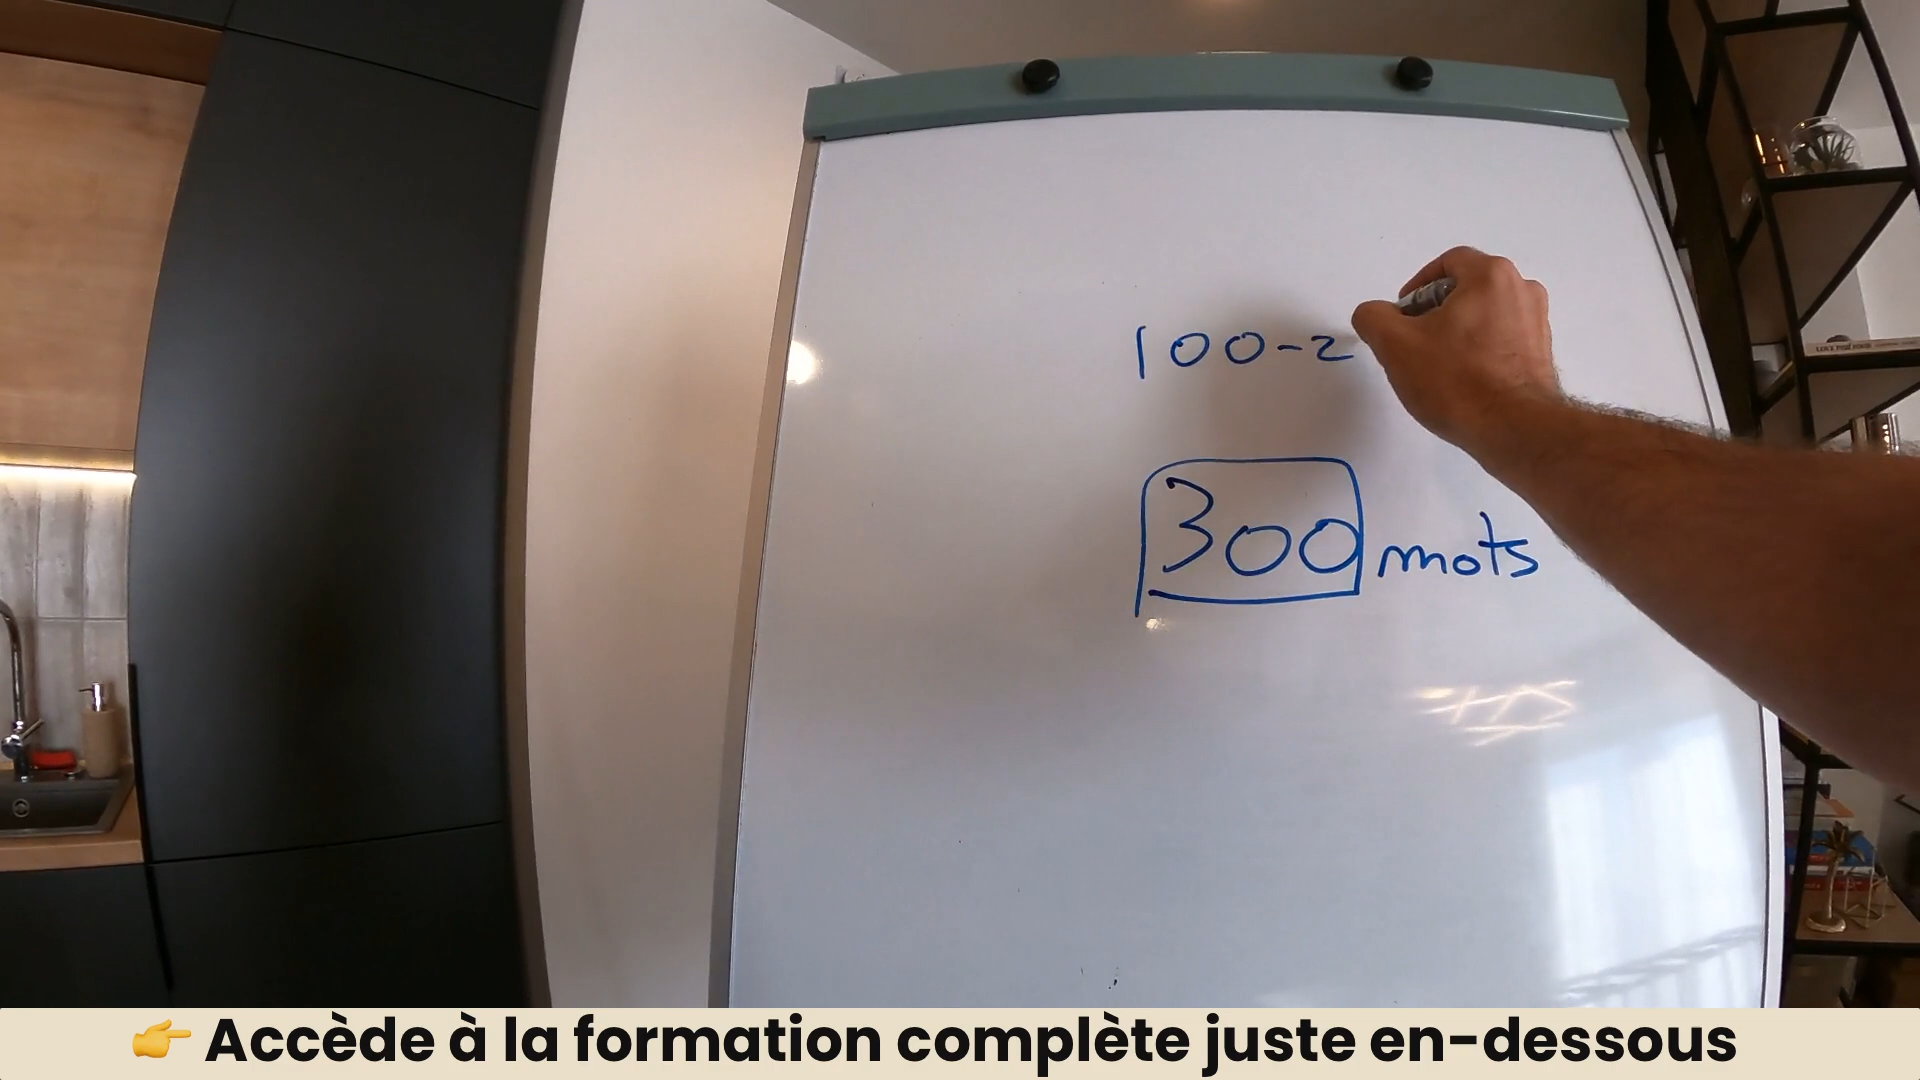 100-2
300 mots
👉 Accède à la formation complète juste en-dessous